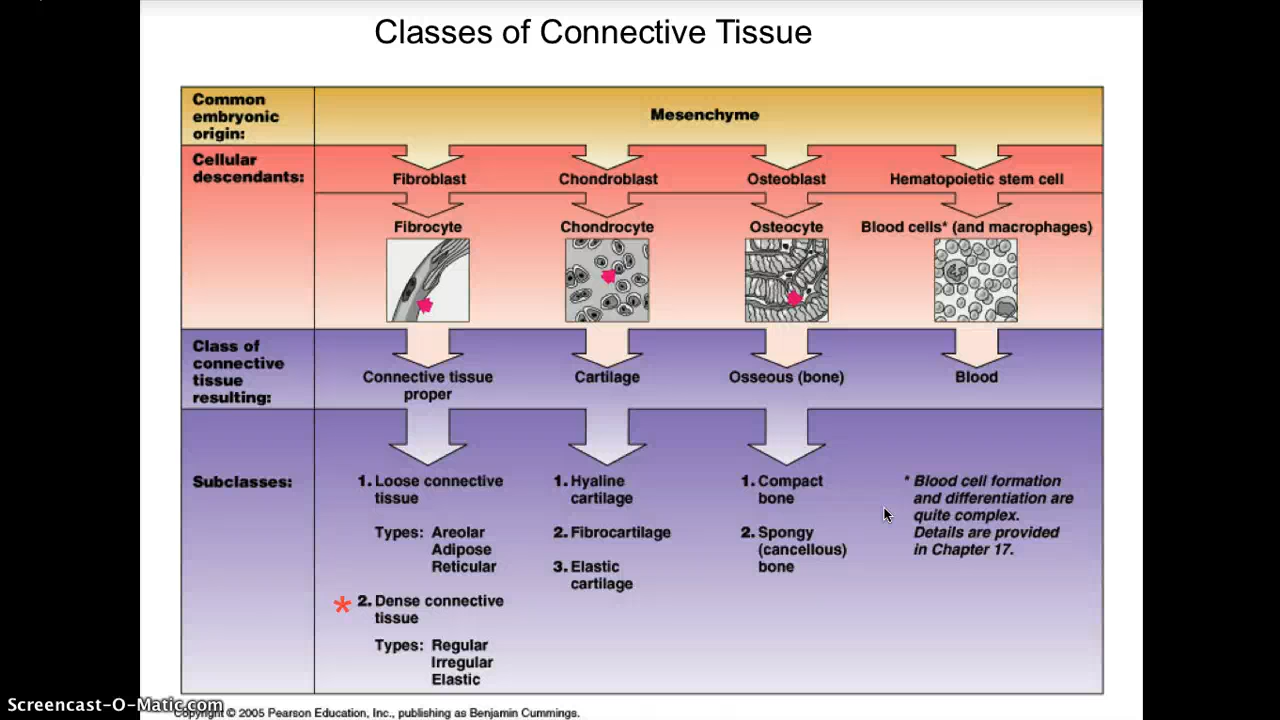 Classes of Connective Tissue
Common
embryonic
origin:
Mesenchyme
Cellular
descendants:
Fibroblast
Chondroblast
Osteoblast
Hematopoietic stem cell
Fibrocyte
Chondrocyte
Osteocyte
Blood cells* (and macrophages)
Class of
connective
tissue
resulting:
Connective tissue
proper
Cartilage
Osseous (bone)
Blood
Subclasses:
1. Loose connective
tissue
Types: Areolar
Adipose
Reticular
* 2. Dense connective
tissue
Types: Regular
Irregular
Elastic
1. Hyaline
cartilage
2. Fibrocartilage
3. Elastic
cartilage
1. Compact
bone
2. Spongy
(cancellous)
bone
* Blood cell formation
and differentiation are
quite complex.
Details are provided
in Chapter 17.
Screencast-O-Matic.com
Copyright © 2005 Pearson Education, Inc., publishing as Benjamin Cummings.